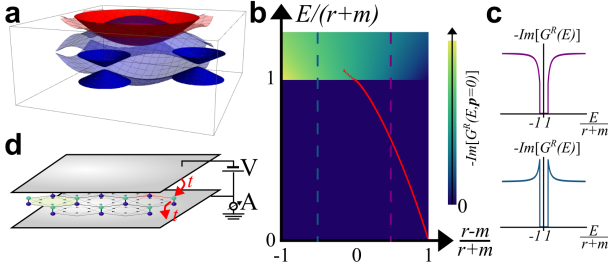 a
b
E/(r+m)
1
0
-1
0
1
r-m
r+m
-Im[G^R(E,p=0)]
0
c
-Im[G^R(E)]
-1
1
E
r+m
-Im[G^R(E)]
-1
1
E
r+m
d
t
t
V
A